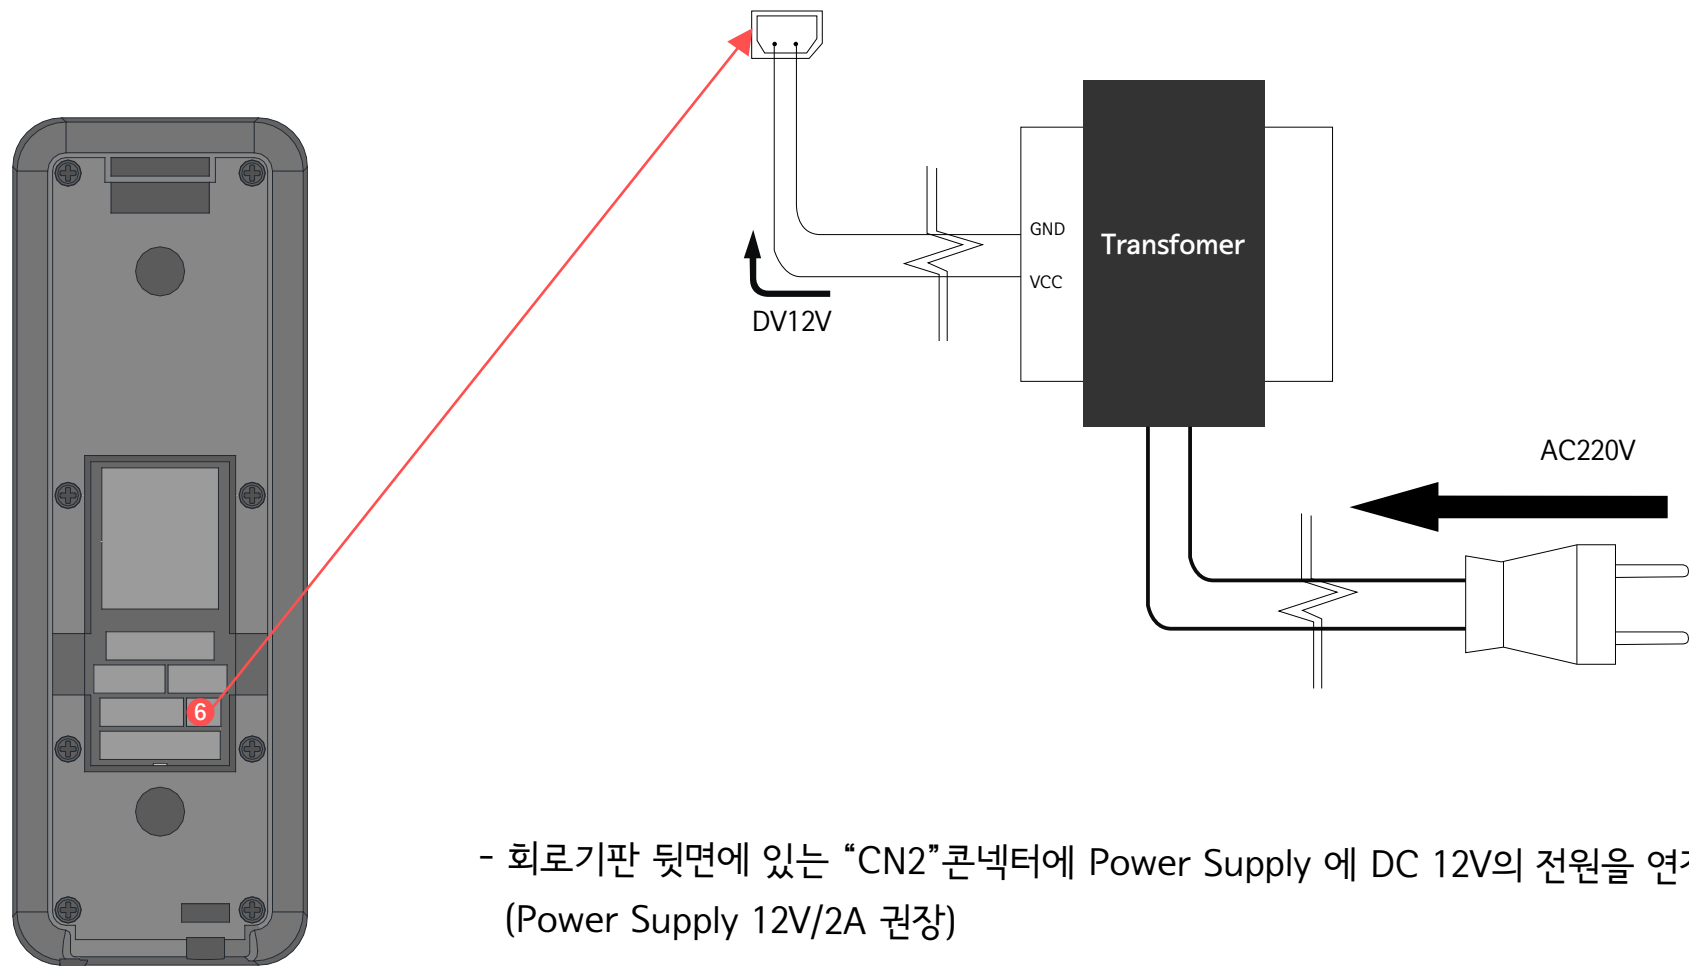 GND
Transfomer
VCC
DV12V
AC220V
6
- 회로기판 뒷면에 있는 “CN2”콘넥터에 Power Supply 에 DC 12V의 전원을
(Power Supply 12V/2A 권장)